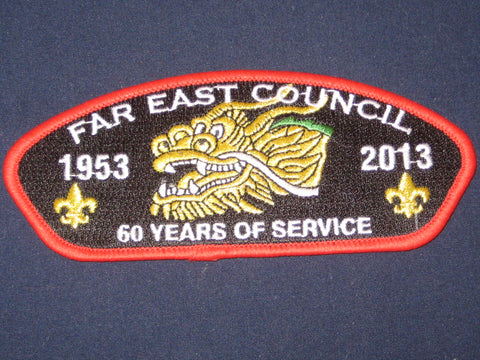 FAR EAST COUNCIL
1953 2013
60 YEARS OF SERVICE